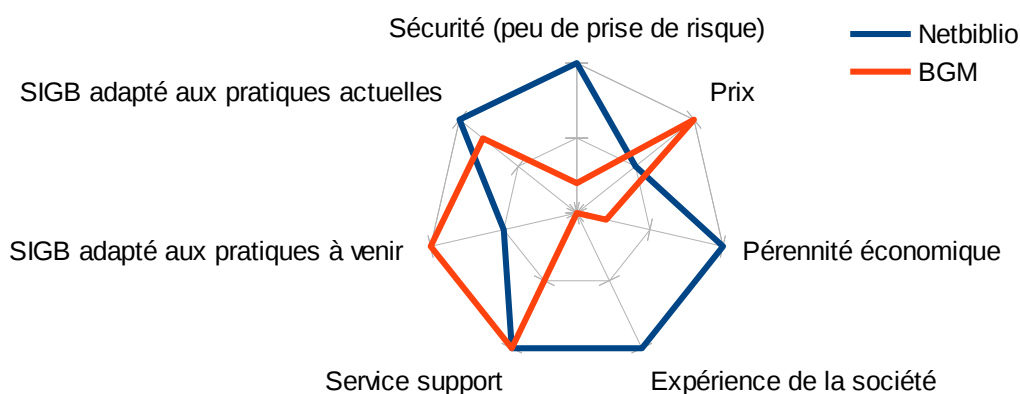 Sécurité (peu de prise de risque)
Netbiblio
BGM
SIGB adapté aux pratiques actuelles
Prix
SIGB adapté aux pratiques à venir
Pérennité économique
Service support
Expérience de la société